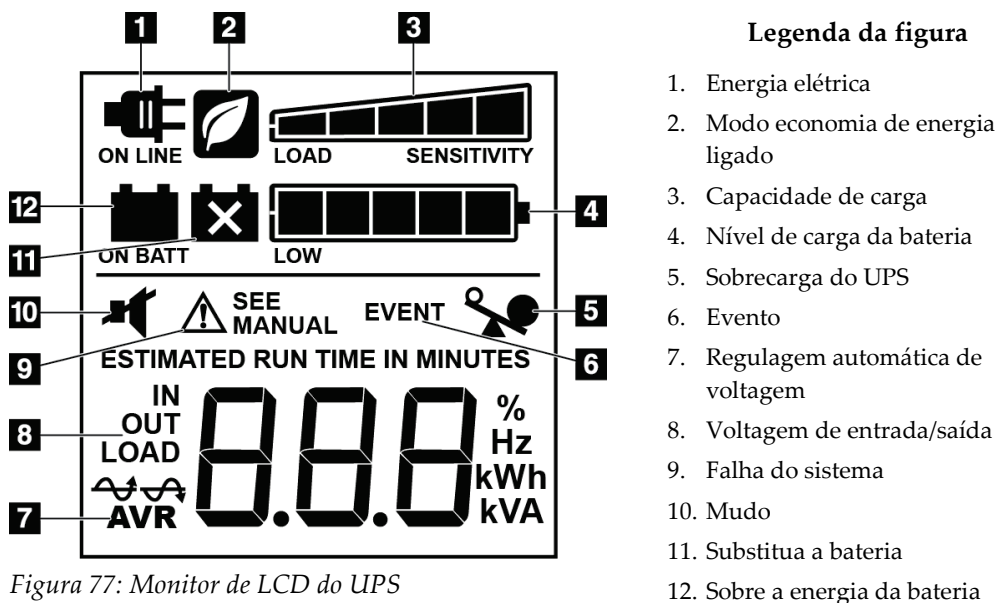 1 2 3
ON LINE
LOAD SENSITIVITY
12
4
11
ON BATT
LOW
10
SEE
MANUAL
EVENT
5
9
ESTIMATED RUN TIME IN MINUTES
6
IN
OUT
LOAD
8
8.8.8
%
Hz
kWh
kVA
7
AVR
Figura 77: Monitor de LCD do UPS
Legenda da figura
1. Energia elétrica
2. Modo economia de energia
ligado
3. Capacidade de carga
4. Nível de carga da bateria
5. Sobrecarga do UPS
6. Evento
7. Regulagem automática de
voltagem
8. Voltagem de entrada/saída
9. Falha do sistema
10. Mudo
11. Substitua a bateria
12. Sobre a energia da bateria